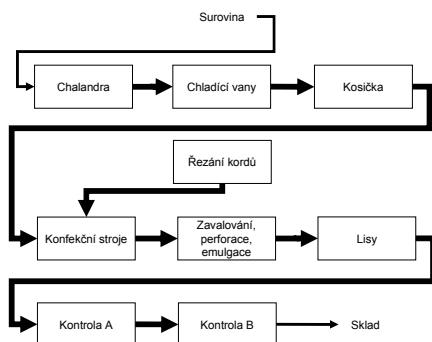 Surovina
Chalandra
Chladící vany
Kosička
Řezání kordů
Konfekční stroje
Zavalování,
perforace,
emulgace
Lisy
Kontrola A
Kontrola B
Sklad